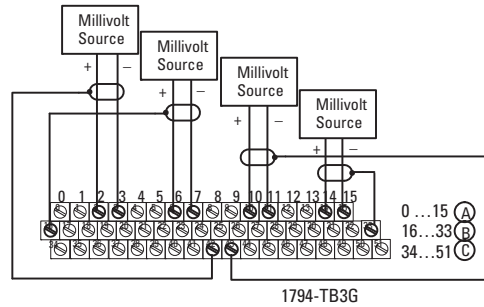 Millivolt
Source
Millivolt
Source
Millivolt
Source
Millivolt
Source
+ –
+ –
+ –
+ –
0 1 2 3 4 5 6 7 8 9 10 11 12 13 14 15
0 ...15 A
16...33 B
34...51 C
1794-TB3G